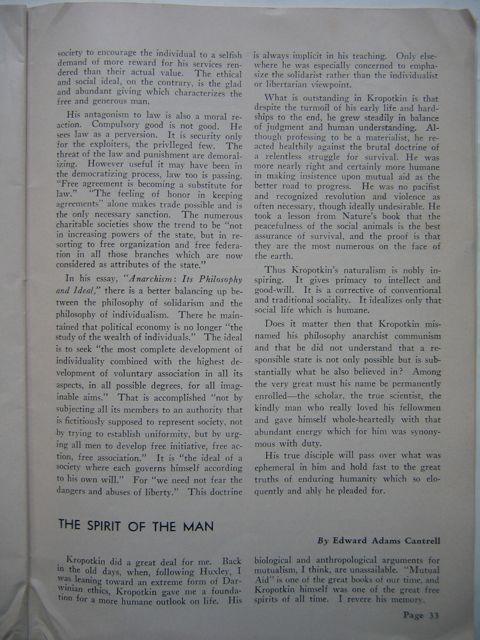 society to encourage the individual to a selfish
demand of more reward for his services ren-
dered than their actual value. The ethical
and social ideal, on the contrary, is the glad
and abundant giving which characterizes the
free and generous man.
His antagonism to law is also a moral re-
action. Compulsory good is not good. He
sees law as a perversion. It is security only
for the exploiters, the privlleged few. The
threat of the law and punishment are demoral-
izing. However useful it may have been in
the democratizing process, law too is passing.
"Free agreement is becoming a substitute for
law." "The feeling of honor in keeping
agreements" alone makes trade possible and is
the only necessary sanction. The numerous
charitable societies show the trend to be "not
in increasing powers of the state, but in re-
sorting to free organization and free federa-
tion in all those branches which are now
considered as attributes of the state."
In his essay, "Anarchism: Its Philosophy
and Ideal," there is a better balancing up be-
tween the philosophy of solidarism and the
philosophy of individualism. There he main-
tained that political economy is no longer "the
study of the wealth of individuals." The ideal
is to seek "the most complete development of
individuality combined with the highest de-
velopment of voluntary association in all its
aspects, in all possible degrees, for all imag-
inable aims." That is accomplished "not by
subjecting all its members to an authority that
is fictitiously supposed to represent society, not
by trying to establish uniformity, but by urg-
ing all men to develop free initiative, free ac-
tion, free association." It is "the ideal of a
society where each governs himself according
to his own will." For "we need not fear the
dangers and abuses of liberty." This doctrine
is always implicit in his teaching. Only else-
where he was especially concerned to empha-
size the solidarist rather than the individualist
or libertarian viewpoint.
What is outstanding in Kropotkin is that
despite the turmoil of his early life and hard-
ships to the end, he grew steadily in balance
of judgment and human understanding. Al-
though professing to be a materialist, he re-
acted healthily against the brutal doctrine of
a relentless struggle for survival. He was
more nearly right and certainly more humane
in making insistence upon mutual aid as the
better road to progress. He was no pacifist
and recognized revolution and violence as
often necessary, though ideally undesirable. He
took a lesson from Nature's book that the
peacefulness of the social animals is the best
assurance of survival, and the proof is that
they are the most numerous on the face of
the earth.
Thus Kropotkin's naturalism is nobly in-
spiring. It gives primacy to intellect and
good-will. It is a corrective of conventional
and traditional sociality. It idealizes only that
social life which is humane.
Does it matter then that Kropotkin mis-
named his philosophy anarchist communism
and that he did not understand that a re-
sponsible state is not only possible but is sub-
stantially what he also believed in? Among
the very great must his name be permanently
enrolled—the scholar, the true scientist, the
kindly man who really loved his fellowmen
and gave himself whole-heartedly with that
abundant energy which for him was synony-
mous with duty.
His true disciple will pass over what was
ephemeral in him and hold fast to the great
truths of enduring humanity which so elo-
quently and ably he pleaded for.
THE SPIRIT OF THE MAN
By Edward Adams Cantrell
Kropotkin did a great deal for me. Back
in the old days, when, following Huxley, I
was leaning toward an extreme form of Dar-
winian ethics, Kropotkin gave me a founda-
tion for a more humane outlook on life. His
biological and anthropological arguments for
mutualism, I think, are unassailable. "Mutual
Aid" is one of the great books of our time, and
Kropotkin himself was one of the great free
spirits of all time. I revere his memory.
Page 33